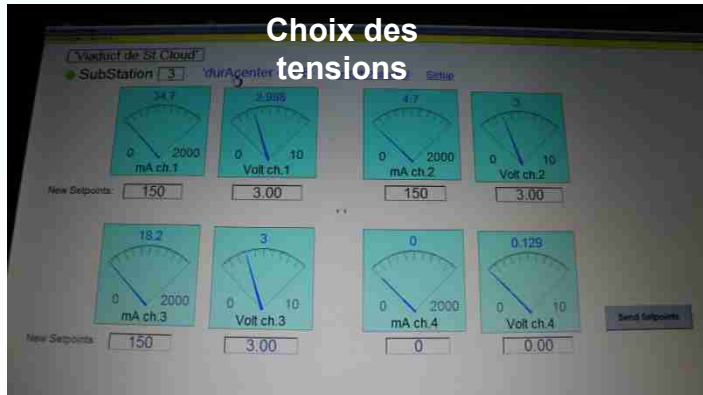 Choix des
tensions
'Viaduct de St Cloud'
SubStation 3 'durAcenter Setup
34.7 2.998 4.7 3
0 2000 0 10 0 2000 0 10
mA ch.1 Volt ch.1 mA ch.2 Volt ch.2
New Setpoints: 150 3.00 150 3.00
18.2 3 0 0.129
0 2000 0 10 0 2000 0 10
mA ch.3 Volt ch.3 mA ch.4 Volt ch.4
New Setpoints: 150 3.00 0 0.00
Send Setpoints